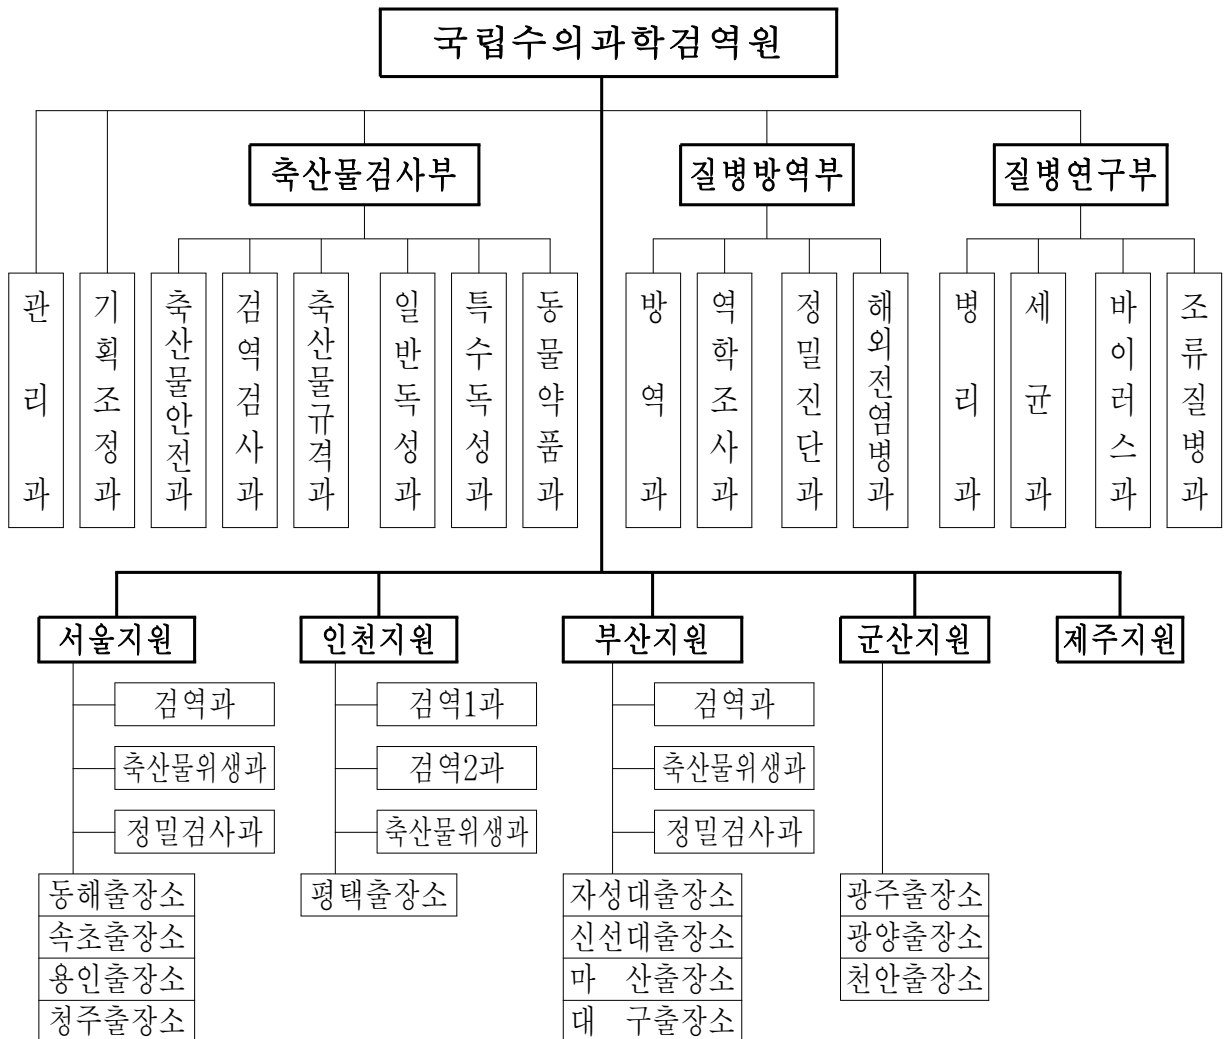 국립수의과학검역원
축산물검사부
질병방역부
질병연구부
관리과
기획조정과
축산물안전과
검역검사과
축산물규격과
일반독성과
특수독성과
동물약품과
방역과
역학조사과
정밀진단과
해외전염병과
병리과
세균과
바이러스과
조류질병과
서울지원
인천지원
부산지원
군산지원
제주지원
검역과
축산물위생과
정밀검사과
동해출장소
속초출장소
용인출장소
청주출장소
검역1과
검역2과
축산물위생과
평택출장소
검역과
축산물위생과
정밀검사과
자성대출장소
신선대출장소
마 산출장소
대 구출장소
광주출장소
광양출장소
천안출장소